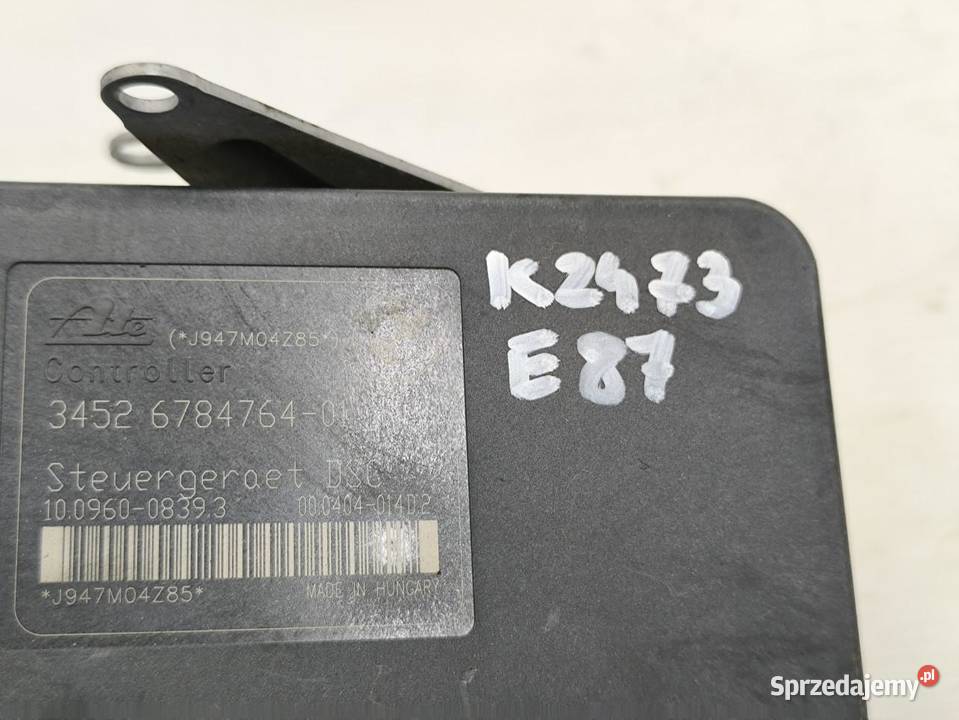 K2473
E87
Ate (*J947M04Z85*)
Controller
3452 6784764-01
Steuergeraet DSC
10.0960-0839.3 00.0404-014D.2
*J947M04Z85* MADE IN HUNGARY
Sprzedajemy.pl